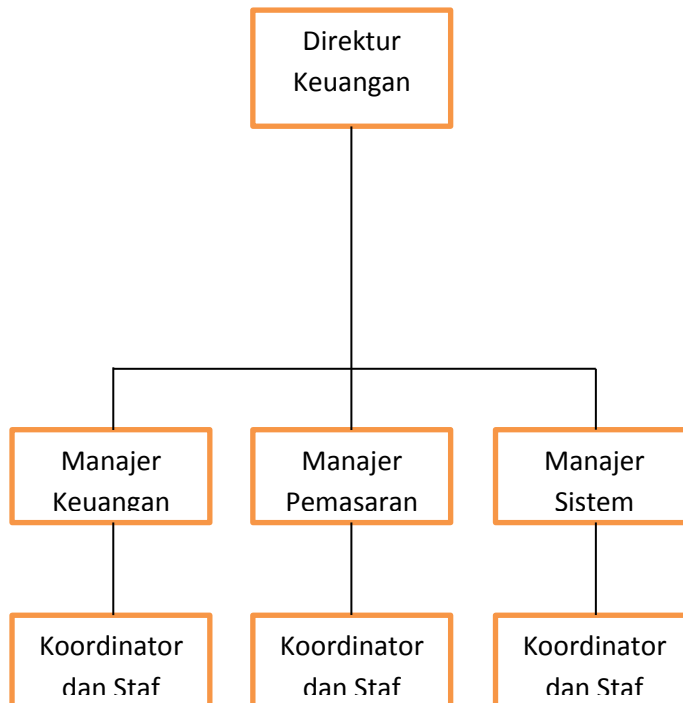 Direktur
Keuangan
Manajer
Keuangan
Manajer
Pemasaran
Manajer
Sistem
Koordinator
dan Staf
Koordinator
dan Staf
Koordinator
dan Staf